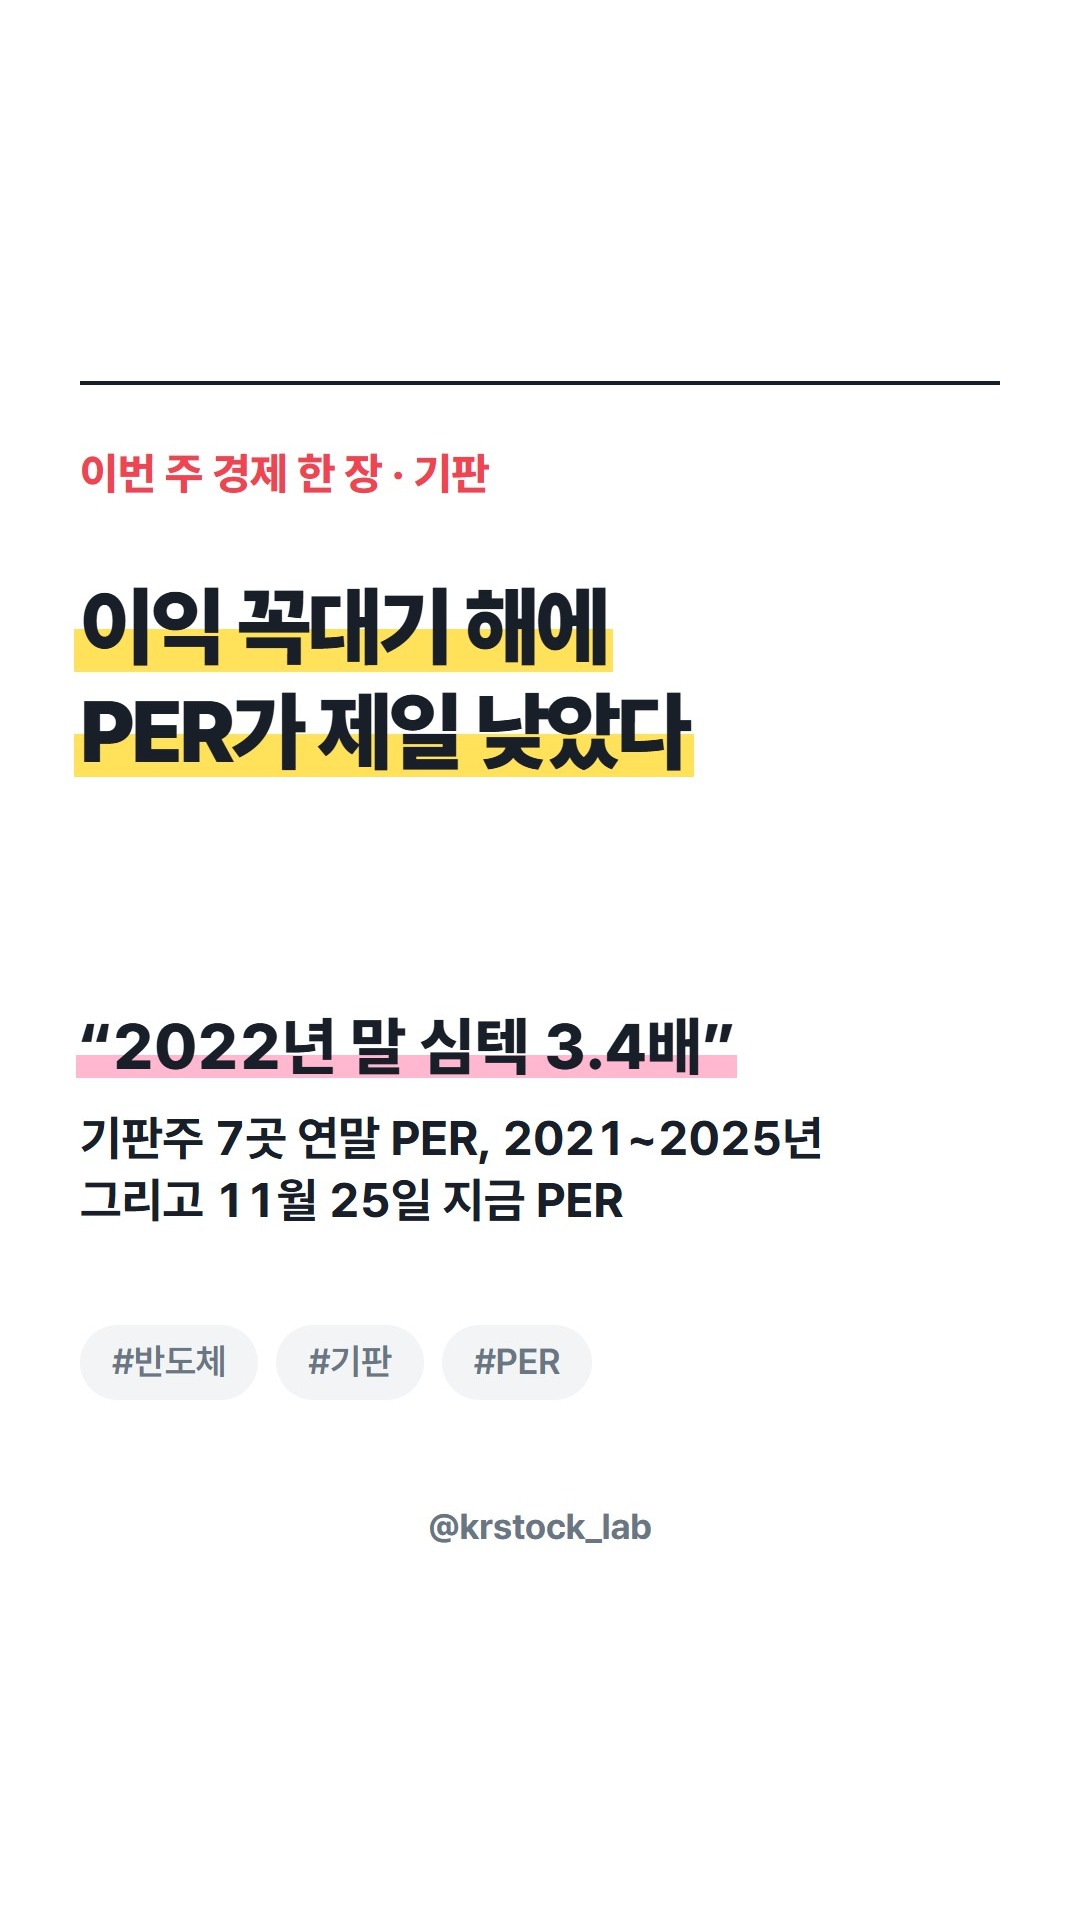 이번 주 경제 한 장 · 기판
이익 꼭대기 해에
PER가 제일 낮았다
“2022년 말 심텍 3.4배”
기판주 7곳 연말 PER, 2021~2025년
그리고 11월 25일 지금 PER
#반도체 #기판 #PER
@krstock_lab